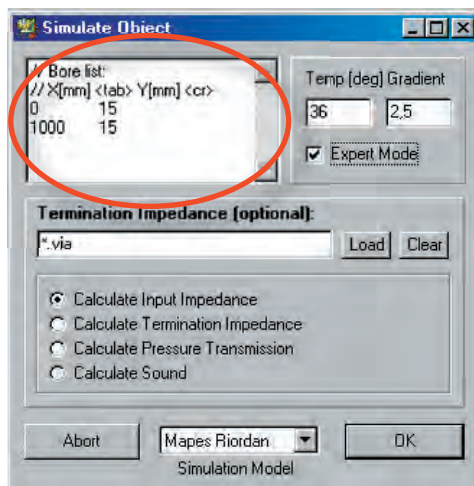 Simulate Object
// Bore list:
// X[mm] <tab> Y[mm] <cr>
0 15
1000 15
Temp [deg] Gradient
36 2,5
Expert Mode
Termination Impedance (optional):
*.via
Load Clear
Calculate Input Impedance
Calculate Termination Impedance
Calculate Pressure Transmission
Calculate Sound
Abort
Mapes Riordan
OK
Simulation Model